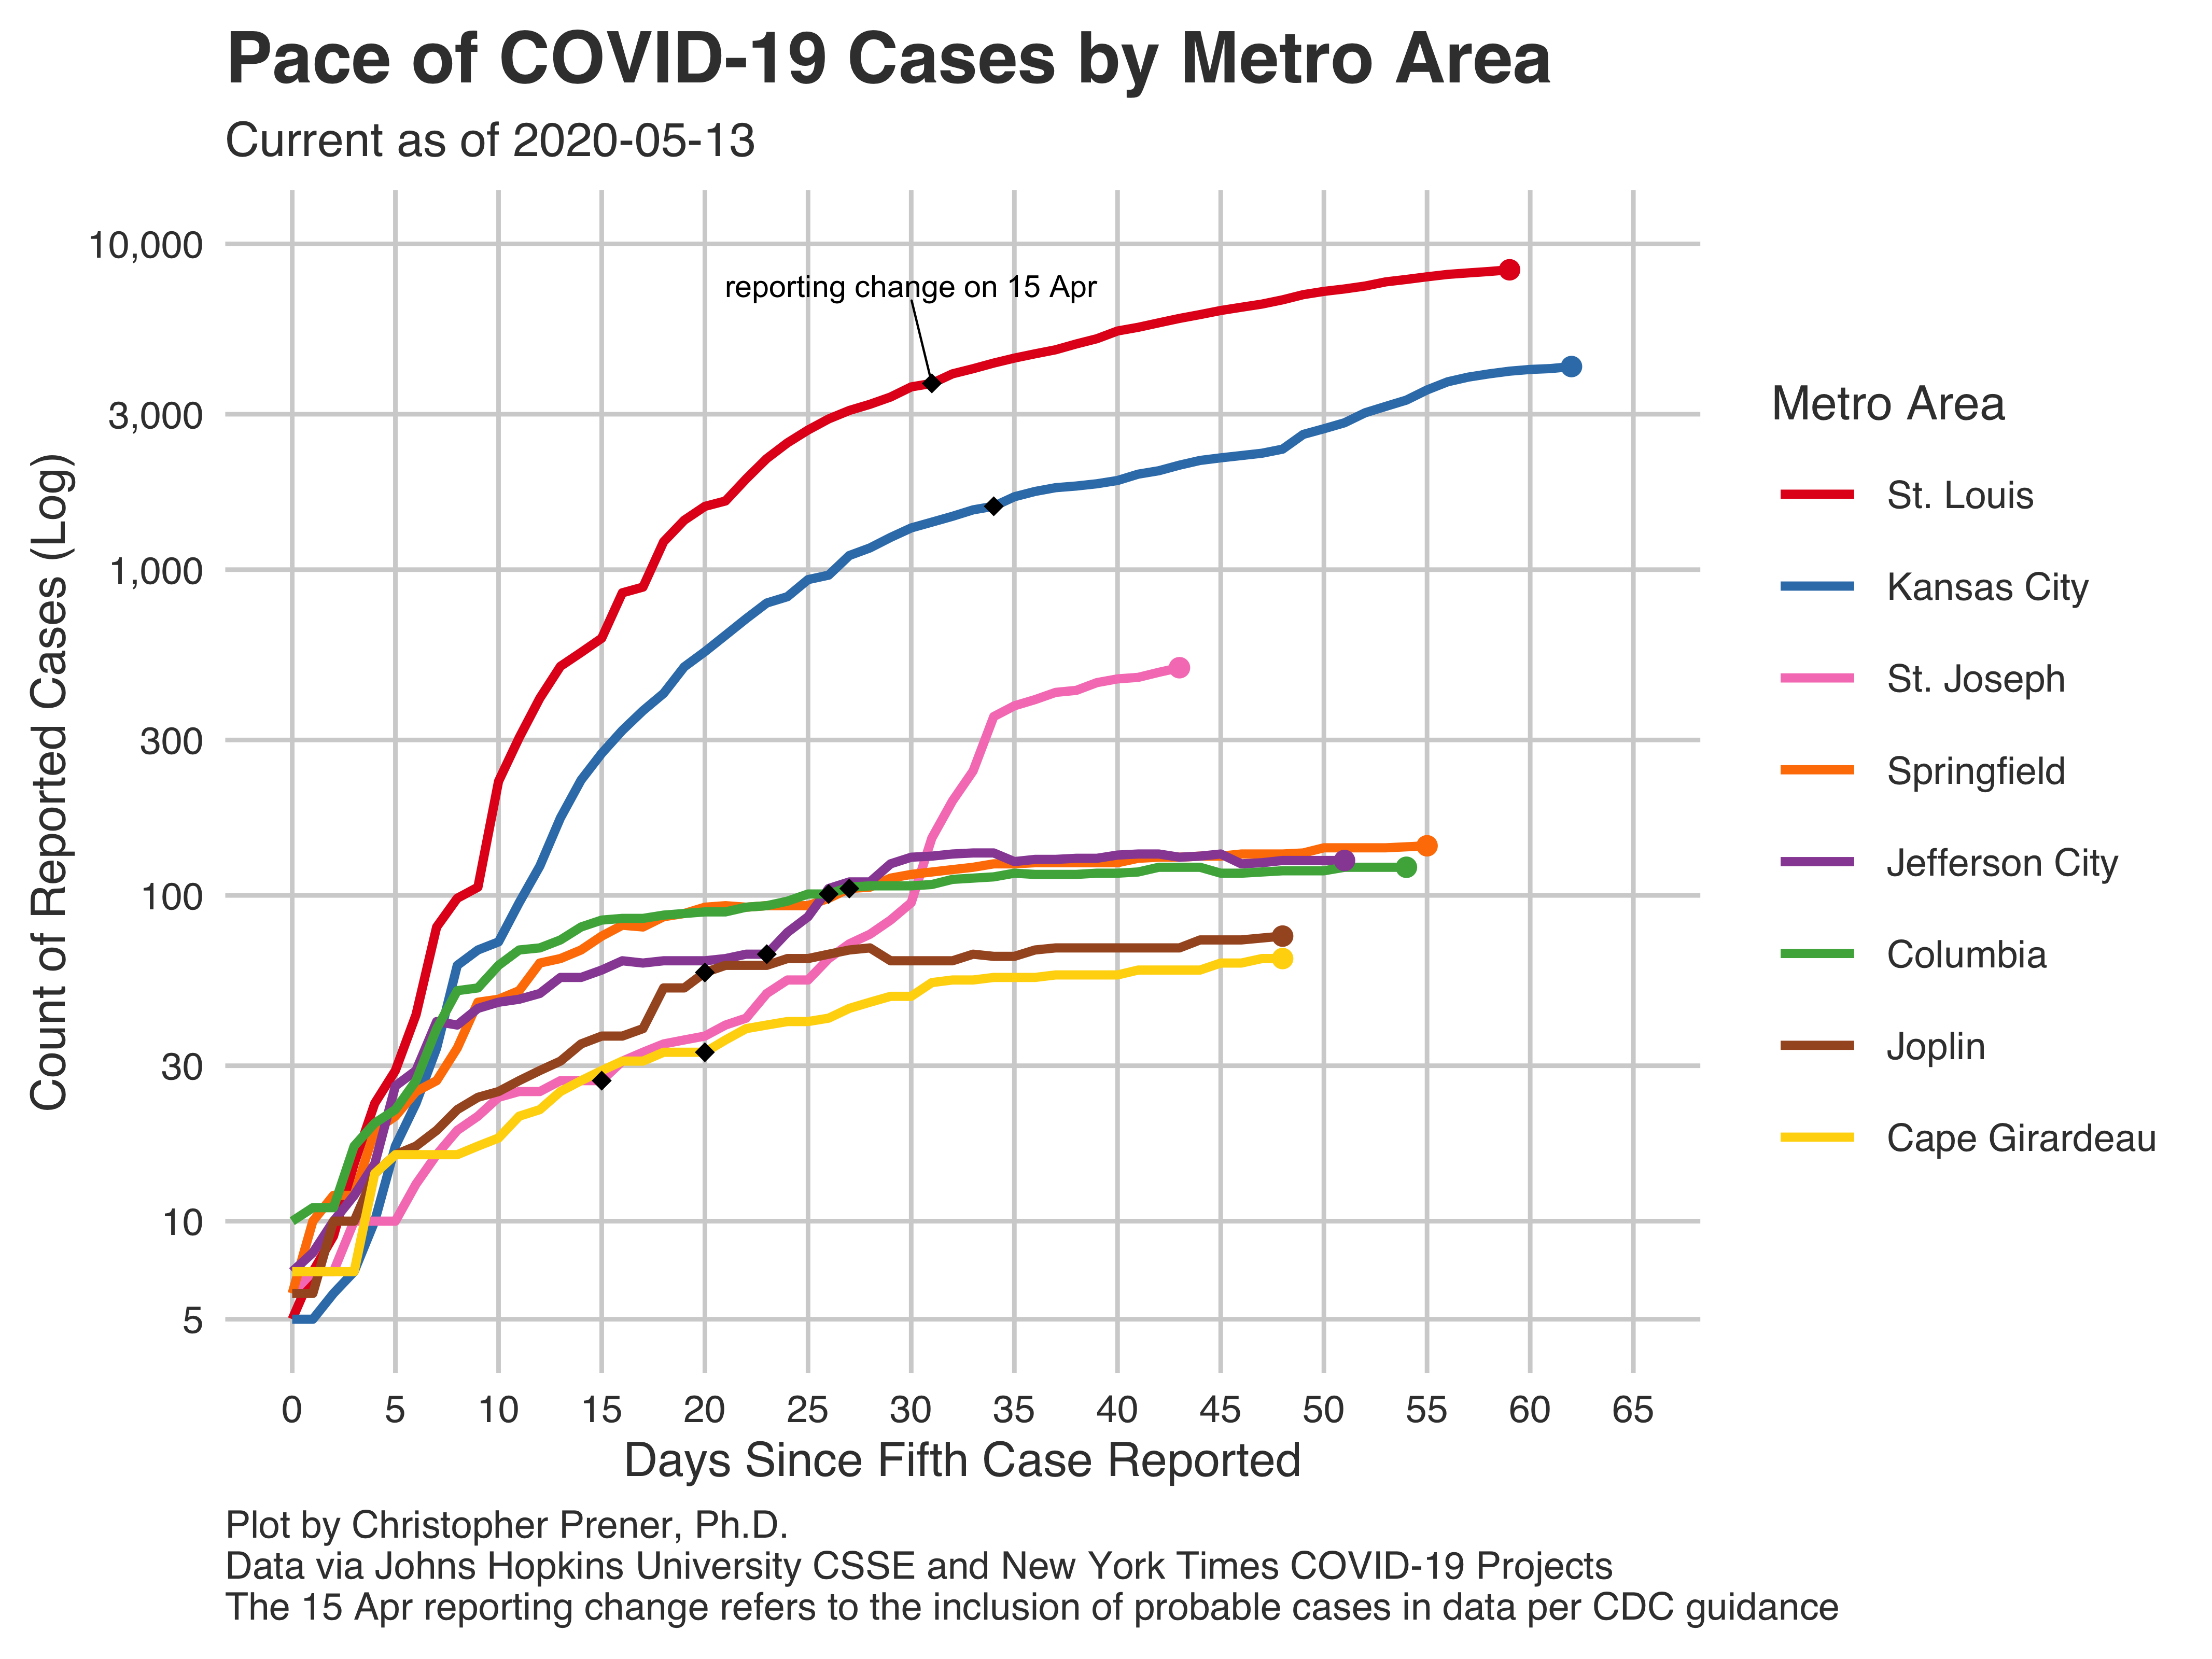 Pace of COVID-19 Cases by Metro Area
Current as of 2020-05-13
Count of Reported Cases (Log)
10,000
3,000
1,000
300
100
30
10
5
reporting change on 15 Apr
0 5 10 15 20 25 30 35 40 45 50 55 60 65
Days Since Fifth Case Reported
Metro Area
St. Louis
Kansas City
St. Joseph
Springfield
Jefferson City
Columbia
Joplin
Cape Girardeau
Plot by Christopher Prener, Ph.D.
Data via Johns Hopkins University CSSE and New York Times COVID-19 Projects
The 15 Apr reporting change refers to the inclusion of probable cases in data per CDC guidance